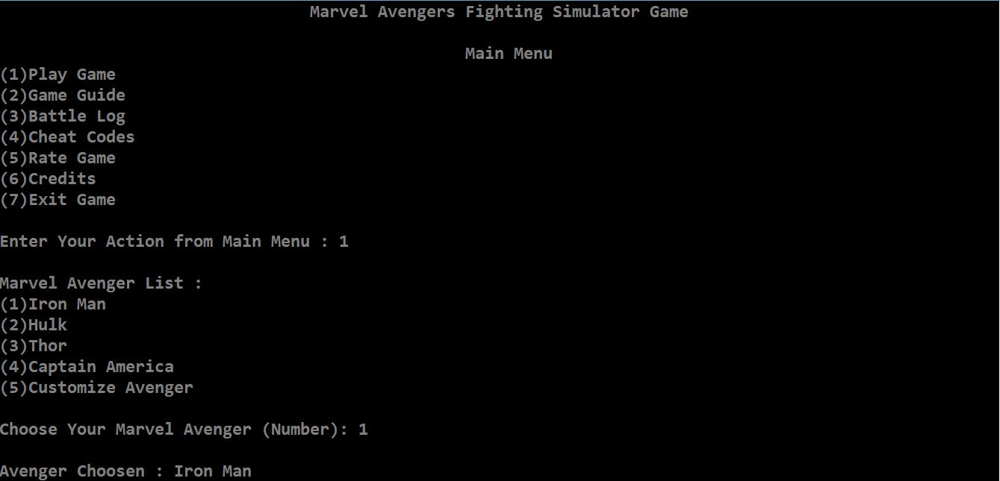 Marvel Avengers Fighting Simulator Game
Main Menu
(1)Play Game
(2)Game Guide
(3)Battle Log
(4)Cheat Codes
(5)Rate Game
(6)Credits
(7)Exit Game
Enter Your Action from Main Menu : 1
Marvel Avenger List :
(1)Iron Man
(2)Hulk
(3)Thor
(4)Captain America
(5)Customize Avenger
Choose Your Marvel Avenger (Number): 1
Avenger Choosen : Iron Man